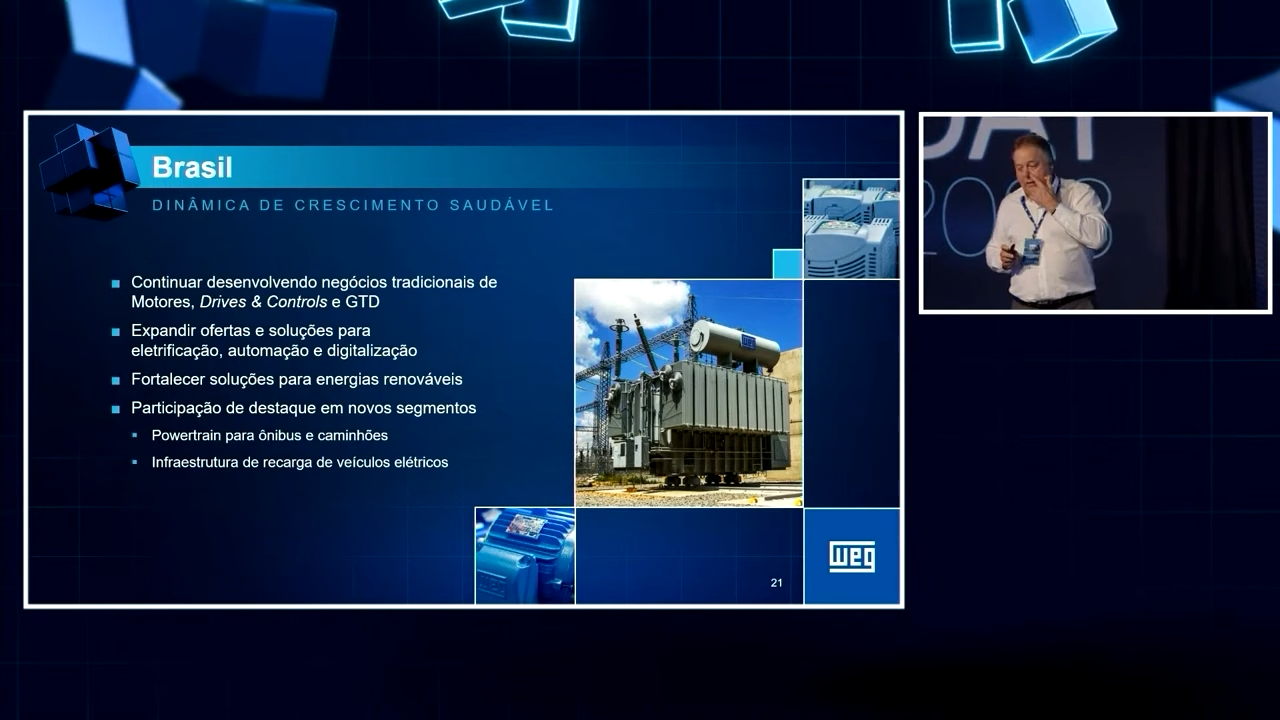 Brasil
DINÂMICA DE CRESCIMENTO SAUDÁVEL
Continuar desenvolvendo negócios tradicionais de
Motores, Drives & Controls e GTD
Expandir ofertas e soluções para
eletrificação, automação e digitalização
Fortalecer soluções para energias renováveis
Participação de destaque em novos segmentos
Powertrain para ônibus e caminhões
Infraestrutura de recarga de veículos elétricos
WEG
21
weg
DAY